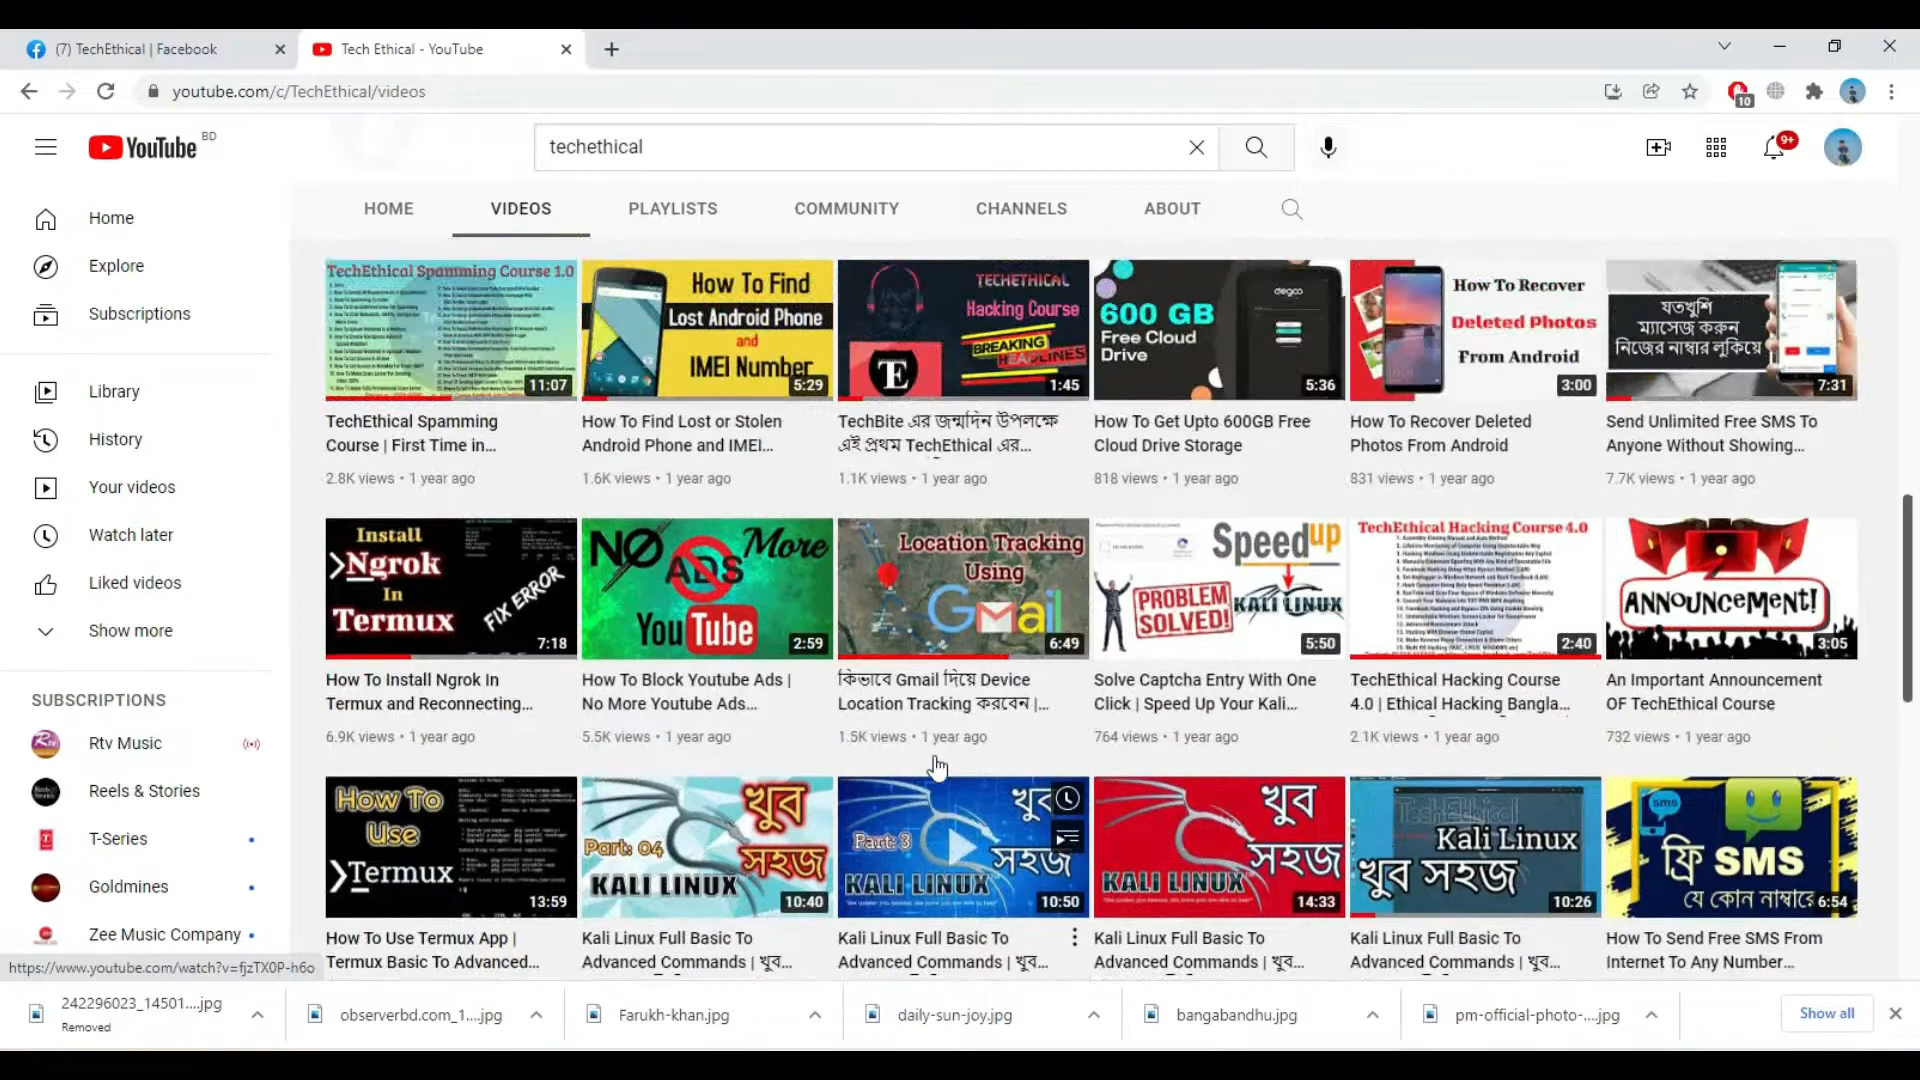 (7) TechEthical | Facebook
Tech Ethical - YouTube
youtube.com/c/TechEthical/videos
10
YouTube BD
techethical
9+
Home
Explore
Subscriptions
Library
History
Your videos
Watch later
Liked videos
Show more
SUBSCRIPTIONS
Rtv Music
Reels & Stories
T-Series
Goldmines
Zee Music Company
HOME VIDEOS PLAYLISTS COMMUNITY CHANNELS ABOUT
TechEthical Spamming Course 1.0
11:07
TechEthical Spamming
Course | First Time in...
2.8K views • 1 year ago
How To Find
Lost Android Phone
and
IMEI Number
5:29
How To Find Lost or Stolen
Android Phone and IMEI...
1.6K views • 1 year ago
TECHETHICAL
Hacking Course
BREAKING
HEADLINES
TE
1:45
TechBite এর জন্মদিন উপলক্ষে
এই প্রথম TechEthical এর...
1.1K views • 1 year ago
600 GB
Free Cloud
Drive
degoo
5:36
How To Get Upto 600GB Free
Cloud Drive Storage
818 views • 1 year ago
How To Recover
Deleted Photos
From Android
3:00
How To Recover Deleted
Photos From Android
831 views • 1 year ago
যতখুশি
ম্যাসেজ করুন
নিজের নাম্বার লুকিয়ে
7:31
Send Unlimited Free SMS To
Anyone Without Showing...
7.7K views • 1 year ago
Install
>Ngrok
In
Termux
FIX ERROR
7:18
How To Install Ngrok In
Termux and Reconnecting...
6.9K views • 1 year ago
NO More
ADS
YouTube
2:59
How To Block Youtube Ads |
No More Youtube Ads...
5.5K views • 1 year ago
Location Tracking
Using
Gmail
6:49
কিভাবে Gmail দিয়ে Device
Location Tracking করবেন |...
1.5K views • 1 year ago
Speedup
PROBLEM
SOLVED!
KALI LINUX
5:50
Solve Captcha Entry With One
Click | Speed Up Your Kali...
764 views • 1 year ago
TechEthical Hacking Course 4.0
2:40
TechEthical Hacking Course
4.0 | Ethical Hacking Bangla...
2.1K views • 1 year ago
ANNOUNCEMENT!
3:05
An Important Announcement
OF TechEthical Course
732 views • 1 year ago
How To
Use
>Termux
13:59
How To Use Termux App |
Termux Basic To Advanced...
খুব
সহজ
Part: 04
KALI LINUX
10:40
Kali Linux Full Basic To
Advanced Commands | খুব...
খুব
Part: 3
সহজ
KALI LINUX
10:50
Kali Linux Full Basic To
Advanced Commands | খুব...
খুব
সহজ
KALI LINUX
14:33
Kali Linux Full Basic To
Advanced Commands | খুব...
TechEthical
Kali Linux
খুব সহজ
10:26
Kali Linux Full Basic To
Advanced Commands | খুব...
sms
ফ্রি SMS
যে কোন নাম্বারে
6:54
How To Send Free SMS From
Internet To Any Number...
https://www.youtube.com/watch?v=fjzTX0P-h6o
242296023_14501....jpg
Removed
observerbd.com_1....jpg
Farukh-khan.jpg
daily-sun-joy.jpg
bangabandhu.jpg
pm-official-photo-....jpg
Show all